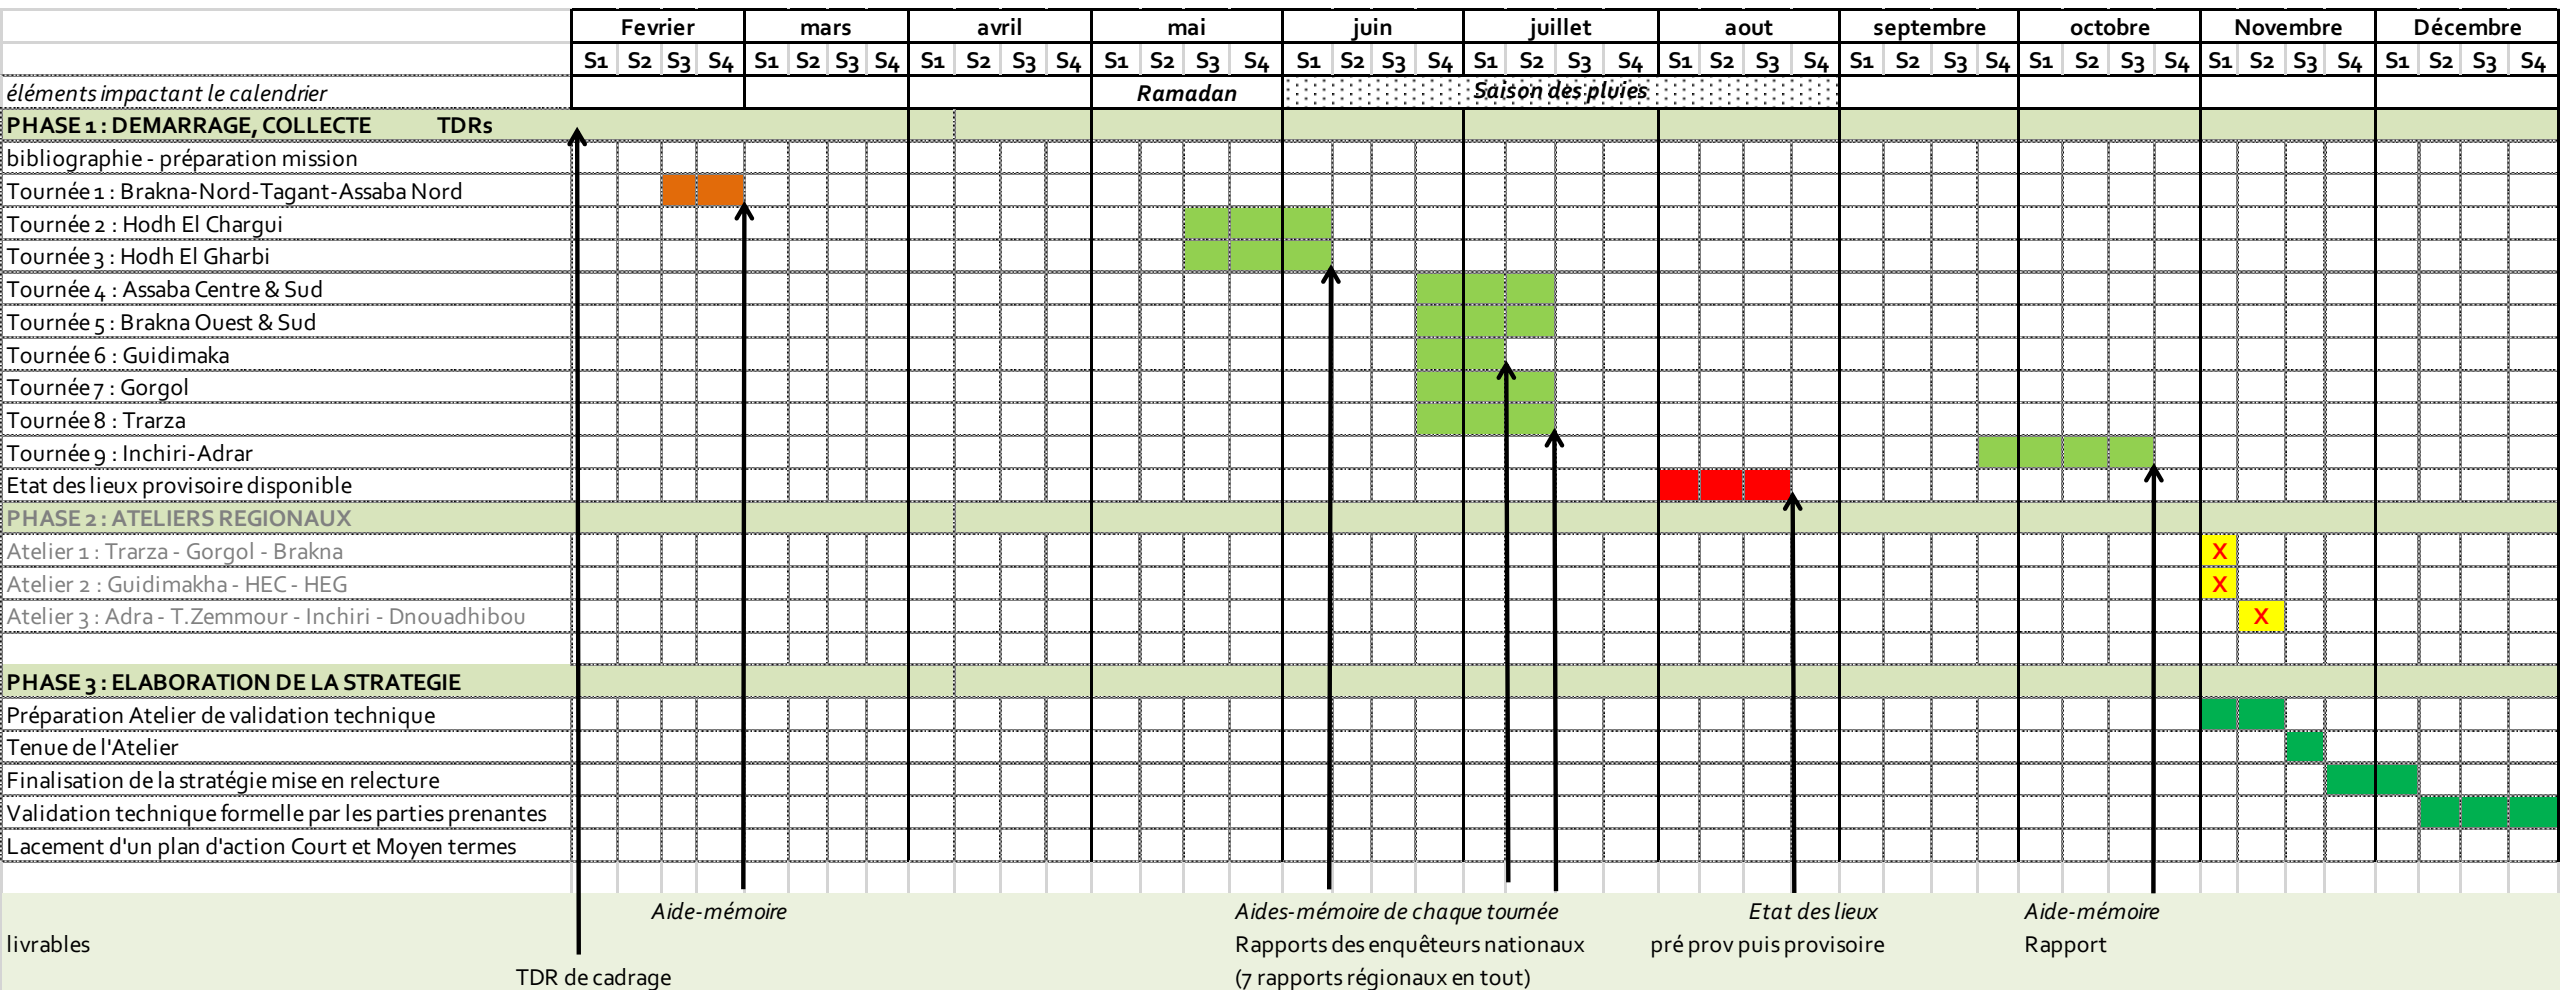 Fevrier mars avril mai juin juillet aout septembre octobre Novembre Décembre
S1 S2 S3 S4 S1 S2 S3 S4 S1 S2 S3 S4 S1 S2 S3 S4 S1 S2 S3 S4 S1 S2 S3 S4 S1 S2 S3 S4 S1 S2 S3 S4 S1 S2 S3 S4 S1 S2 S3 S4 S1 S2 S3 S4
éléments impactant le calendrier Ramadan Saison des pluies
PHASE 1 : DEMARRAGE, COLLECTE TDRs
bibliographie - préparation mission
Tournée 1 : Brakna-Nord-Tagant-Assaba Nord
Tournée 2 : Hodh El Chargui
Tournée 3 : Hodh El Gharbi
Tournée 4 : Assaba Centre & Sud
Tournée 5 : Brakna Ouest & Sud
Tournée 6 : Guidimaka
Tournée 7 : Gorgol
Tournée 8 : Trarza
Tournée 9 : Inchiri-Adrar
Etat des lieux provisoire disponible
PHASE 2 : ATELIERS REGIONAUX
Atelier 1 : Trarza - Gorgol - Brakna X
Atelier 2 : Guidimakha - HEC - HEG X
Atelier 3 : Adra - T.Zemmour - Inchiri - Dnouadhibou X
PHASE 3 : ELABORATION DE LA STRATEGIE
Préparation Atelier de validation technique
Tenue de l'Atelier
Finalisation de la stratégie mise en relecture
Validation technique formelle par les parties prenantes
Lacement d'un plan d'action Court et Moyen termes
Aide-mémoire Aides-mémoire de chaque tournée Etat des lieux Aide-mémoire
livrables Rapports des enquêteurs nationaux pré prov puis provisoire Rapport
TDR de cadrage (7 rapports régionaux en tout)